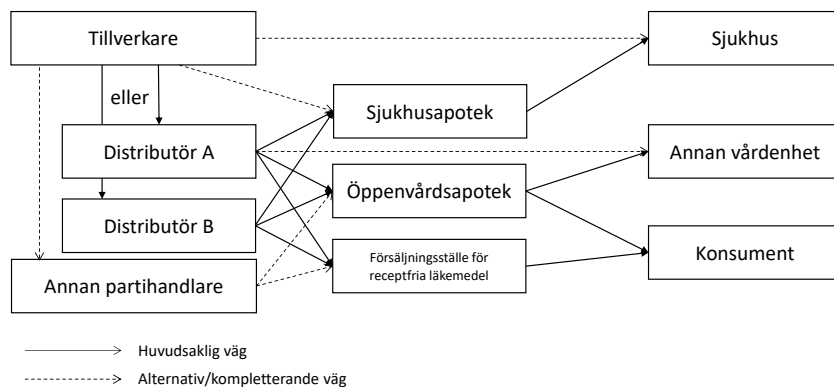 Tillverkare
Sjukhus
eller
Sjukhusapotek
Distributör A
Annan vårdenhet
Öppenvårdsapotek
Distributör B
Försäljningsställe för
receptfria läkemedel
Konsument
Annan partihandlare
Huvudsaklig väg
Alternativ/kompletterande väg